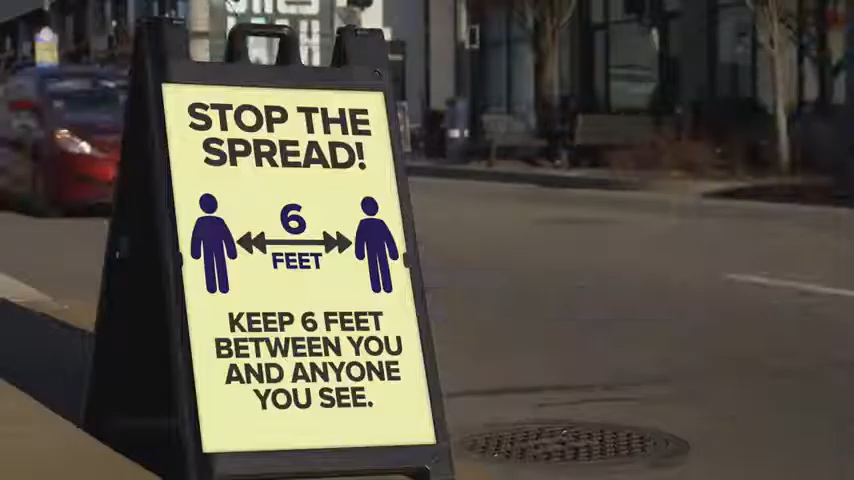 STOP THE
SPREAD!
6
FEET
KEEP 6 FEET
BETWEEN YOU
AND ANYONE
YOU SEE.